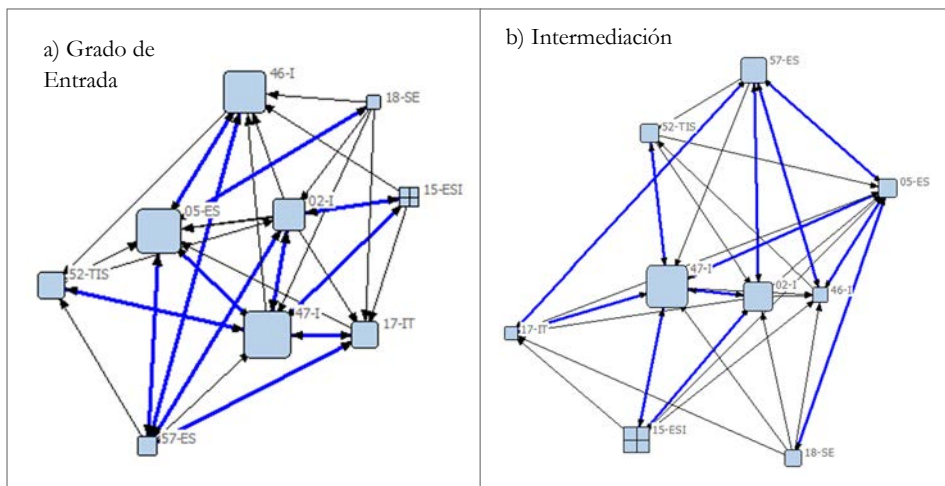 a) Grado de
Entrada
46-I
18-SE
15-ESI
02-I
05-ES
52-TIS
47-I
17-IT
57-ES
b) Intermediación
57-ES
52-TIS
05-ES
47-I
02-I
46-I
17-IT
15-ESI
18-SE